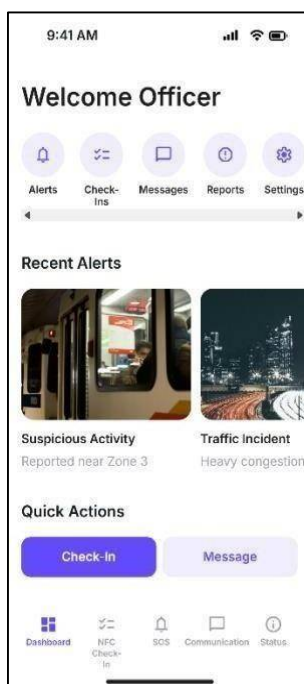 9:41 AM
Welcome Officer
Alerts
Check-
Ins
Messages
Reports
Settings
Recent Alerts
Suspicious Activity
Reported near Zone 3
Traffic Incident
Heavy congestion
Quick Actions
Check-In
Message
Dashboard
NFC
Check-
In
SOS
Communication
Status.